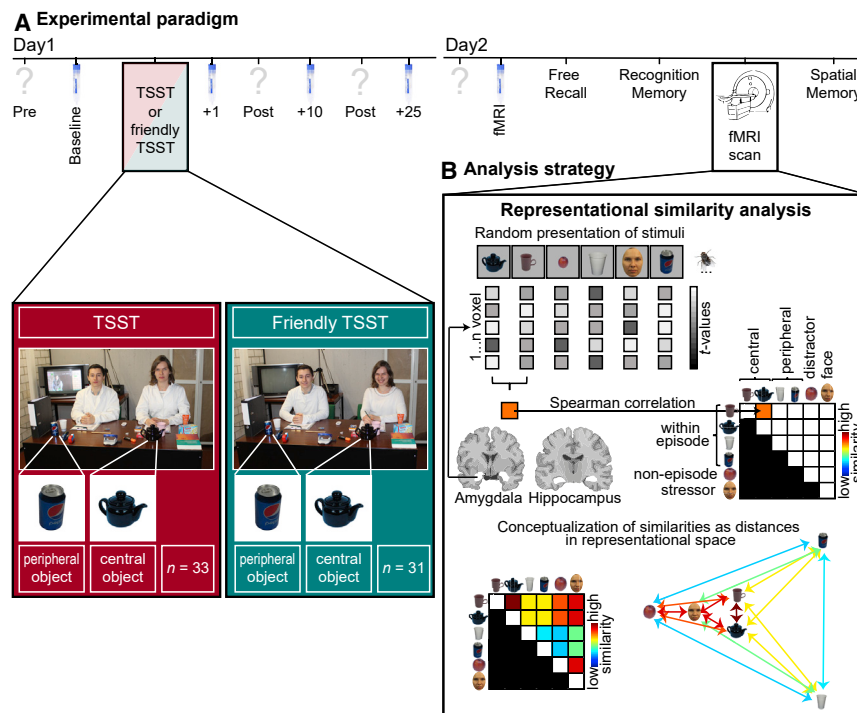 A Experimental paradigm
Day1
Day2
Pre
Baseline
TSST
or
friendly
TSST
+1
Post
+10
Post
+25
fMRI
Free
Recall
Recognition
Memory
fMRI
scan
Spatial
Memory
?
?
?
?
TSST
Friendly TSST
peripheral
object
central
object
n = 33
peripheral
object
central
object
n = 31
B Analysis strategy
Representational similarity analysis
Random presentation of stimuli
...
1...n voxel
t-values
Spearman correlation
central
peripheral
distractor
face
within
episode
non-episode
stressor
low
high
similarity
Amygdala
Hippocampus
Conceptualization of similarities as distances
in representational space
low
high
similarity